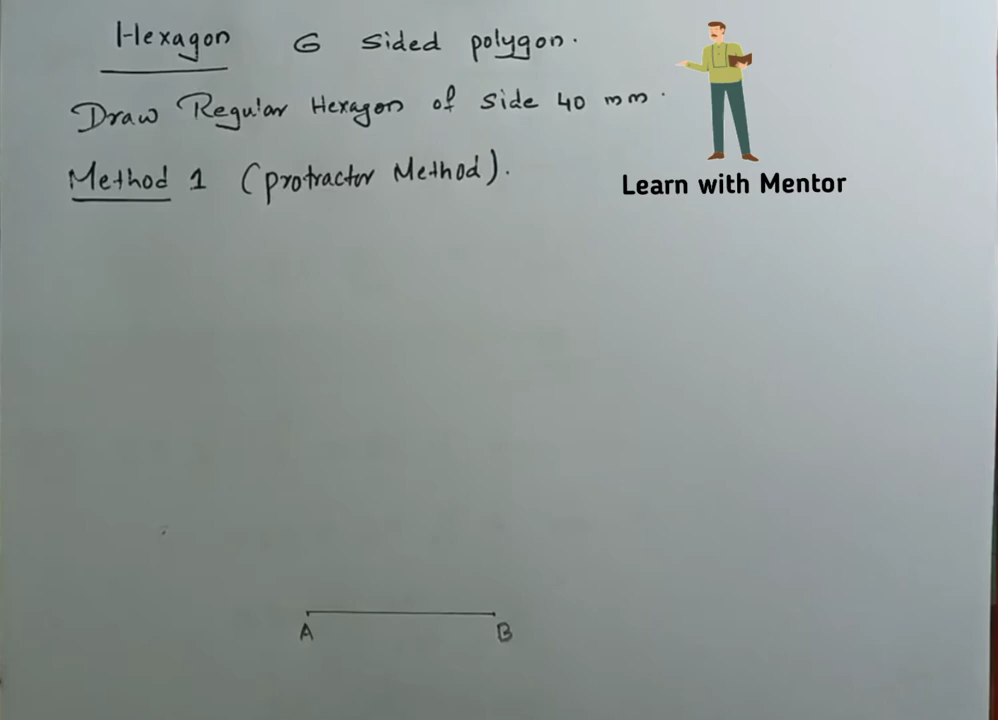 Hexagon 6 sided polygon.
Draw Regular Hexagon of side 40 mm.
Method 1 (protractor Method).
Learn with Mentor
A B